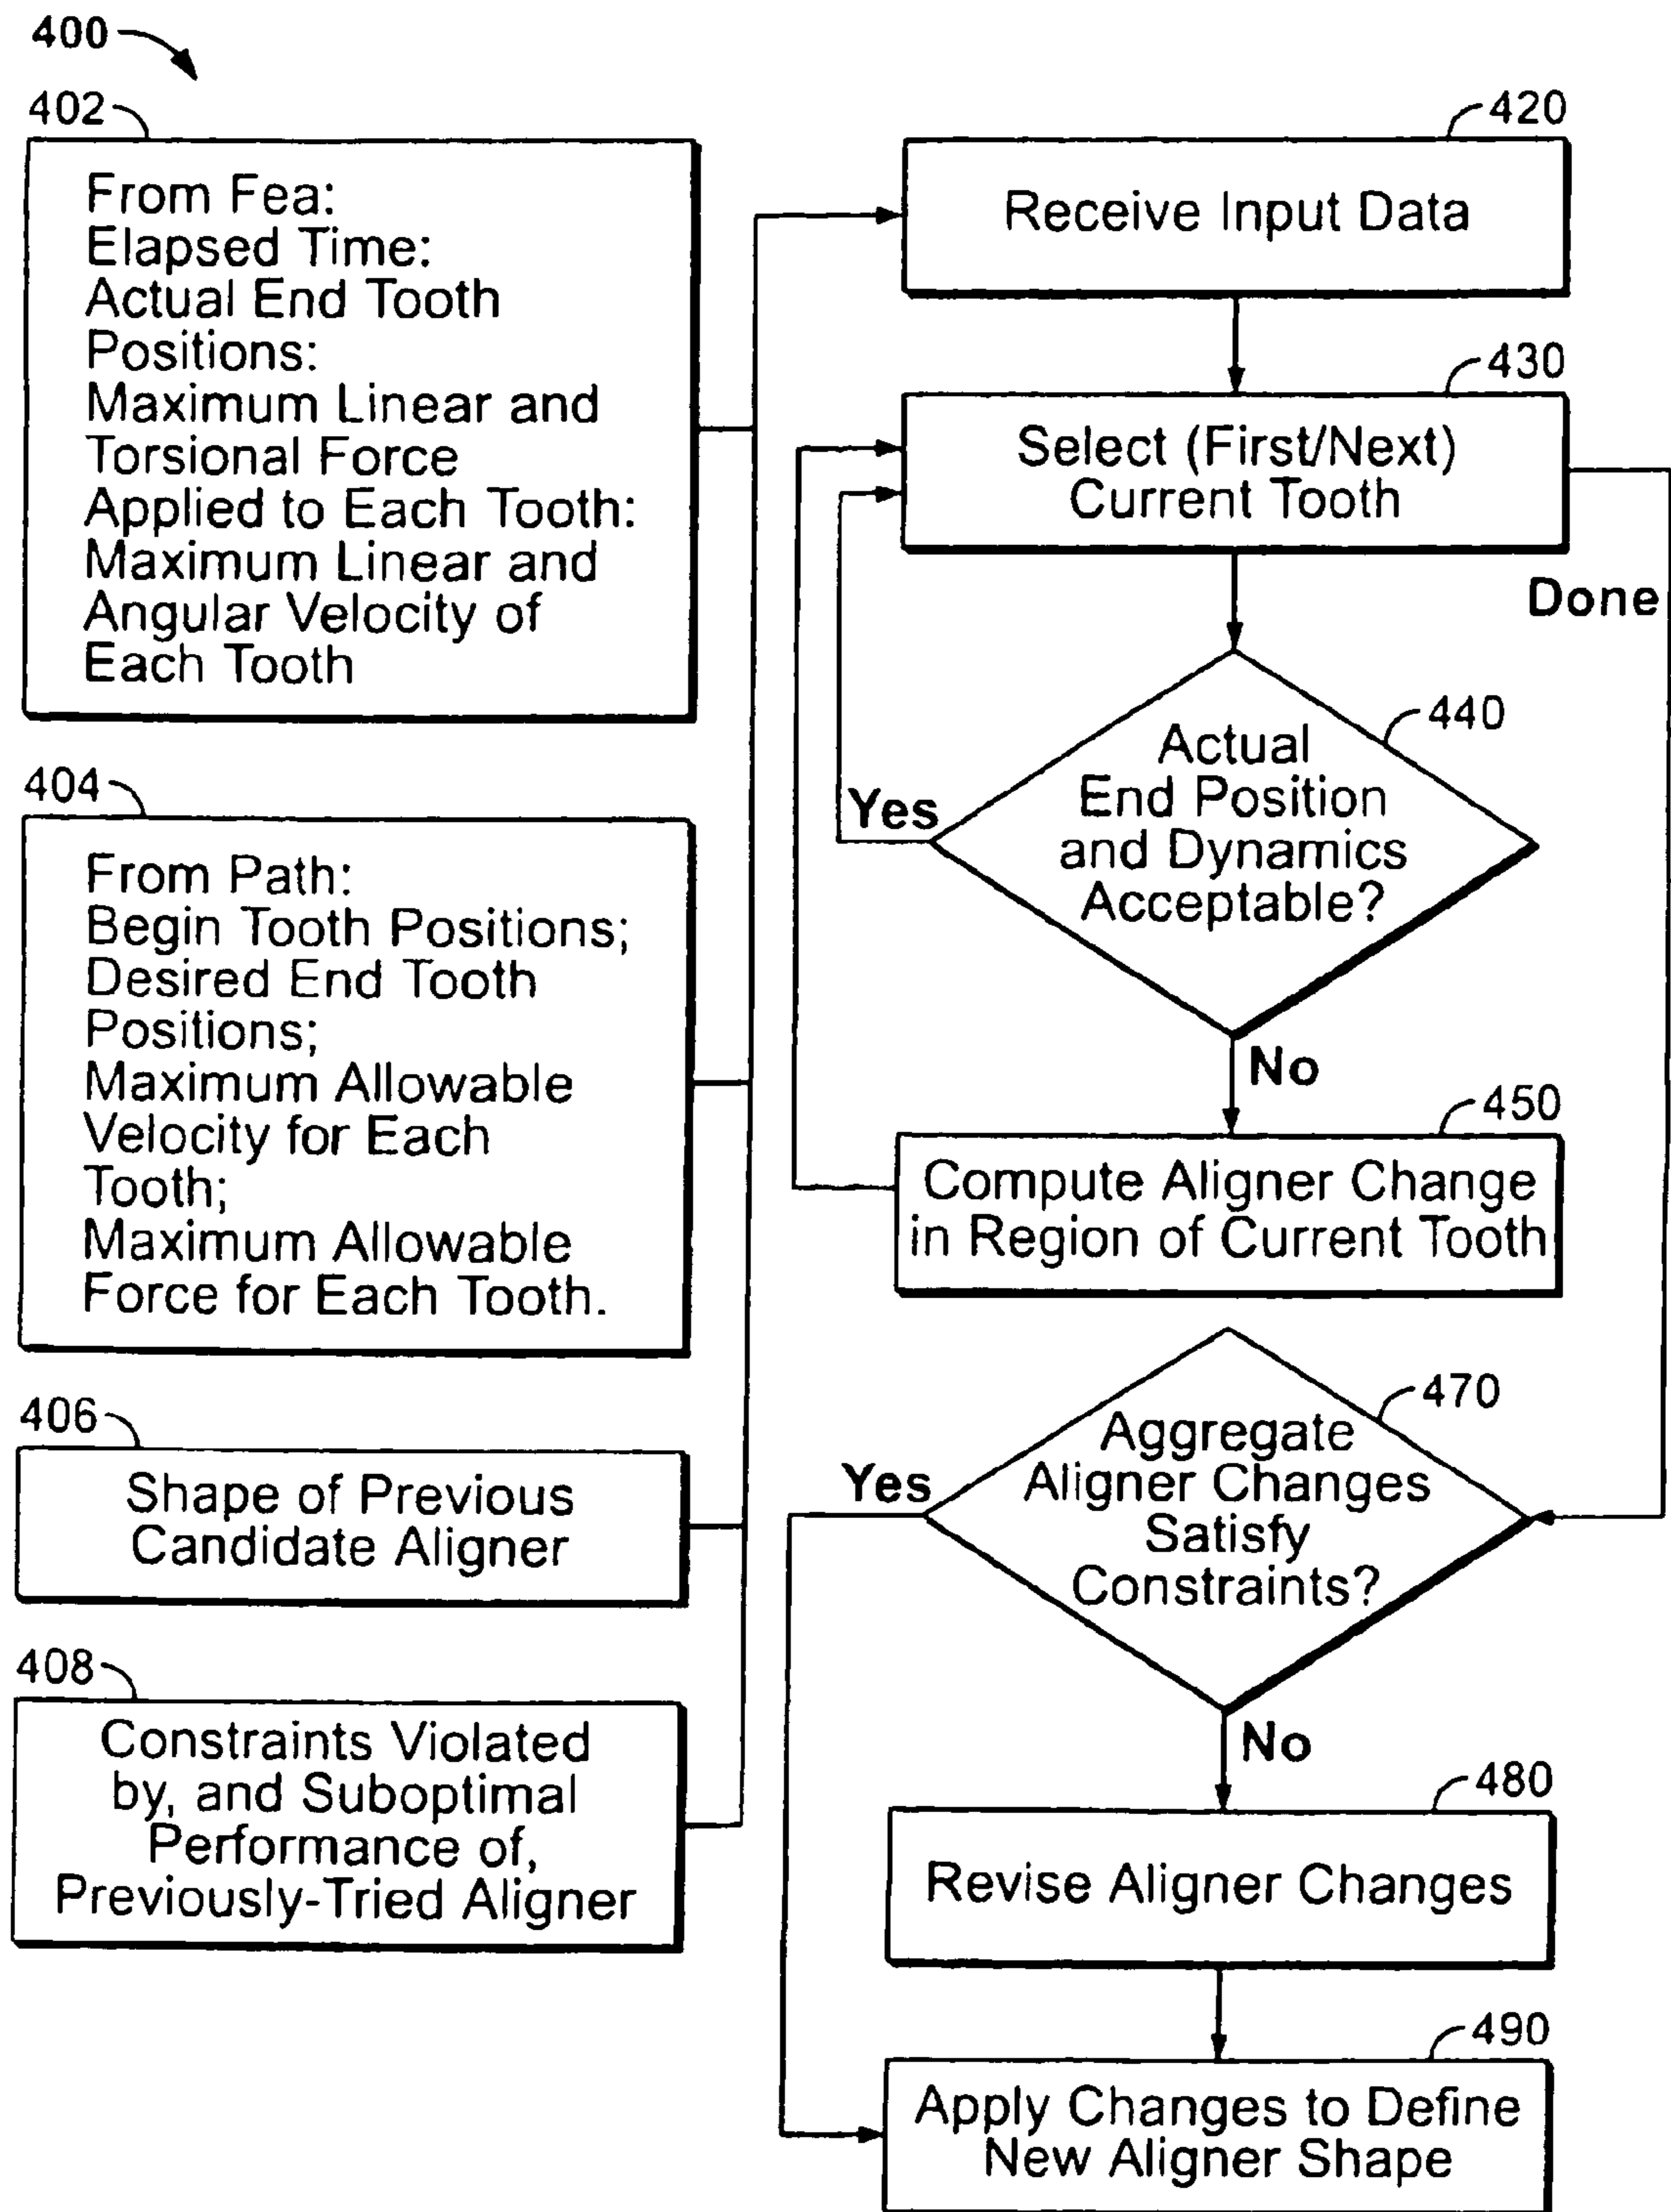 400
402
From Fea:
Elapsed Time:
Actual End Tooth
Positions:
Maximum Linear and
Torsional Force
Applied to Each Tooth:
Maximum Linear and
Angular Velocity of
Each Tooth
404
From Path:
Begin Tooth Positions;
Desired End Tooth
Positions;
Maximum Allowable
Velocity for Each
Tooth;
Maximum Allowable
Force for Each Tooth.
406
Shape of Previous
Candidate Aligner
408
Constraints Violated
by, and Suboptimal
Performance of,
Previously-Tried Aligner
420
Receive Input Data
430
Select (First/Next)
Current Tooth
Done
440
Actual
End Position
and Dynamics
Acceptable?
Yes
No
450
Compute Aligner Change
in Region of Current Tooth
470
Aggregate
Aligner Changes
Satisfy
Constraints?
Yes
No
480
Revise Aligner Changes
490
Apply Changes to Define
New Aligner Shape